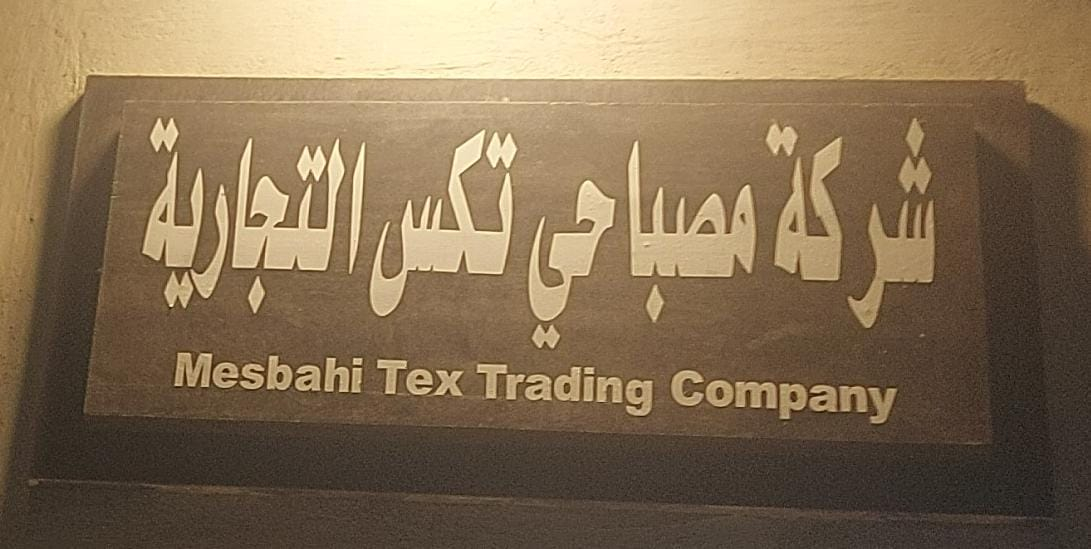 شركة مصباحي تكس التجارية
Mesbahi Tex Trading Company